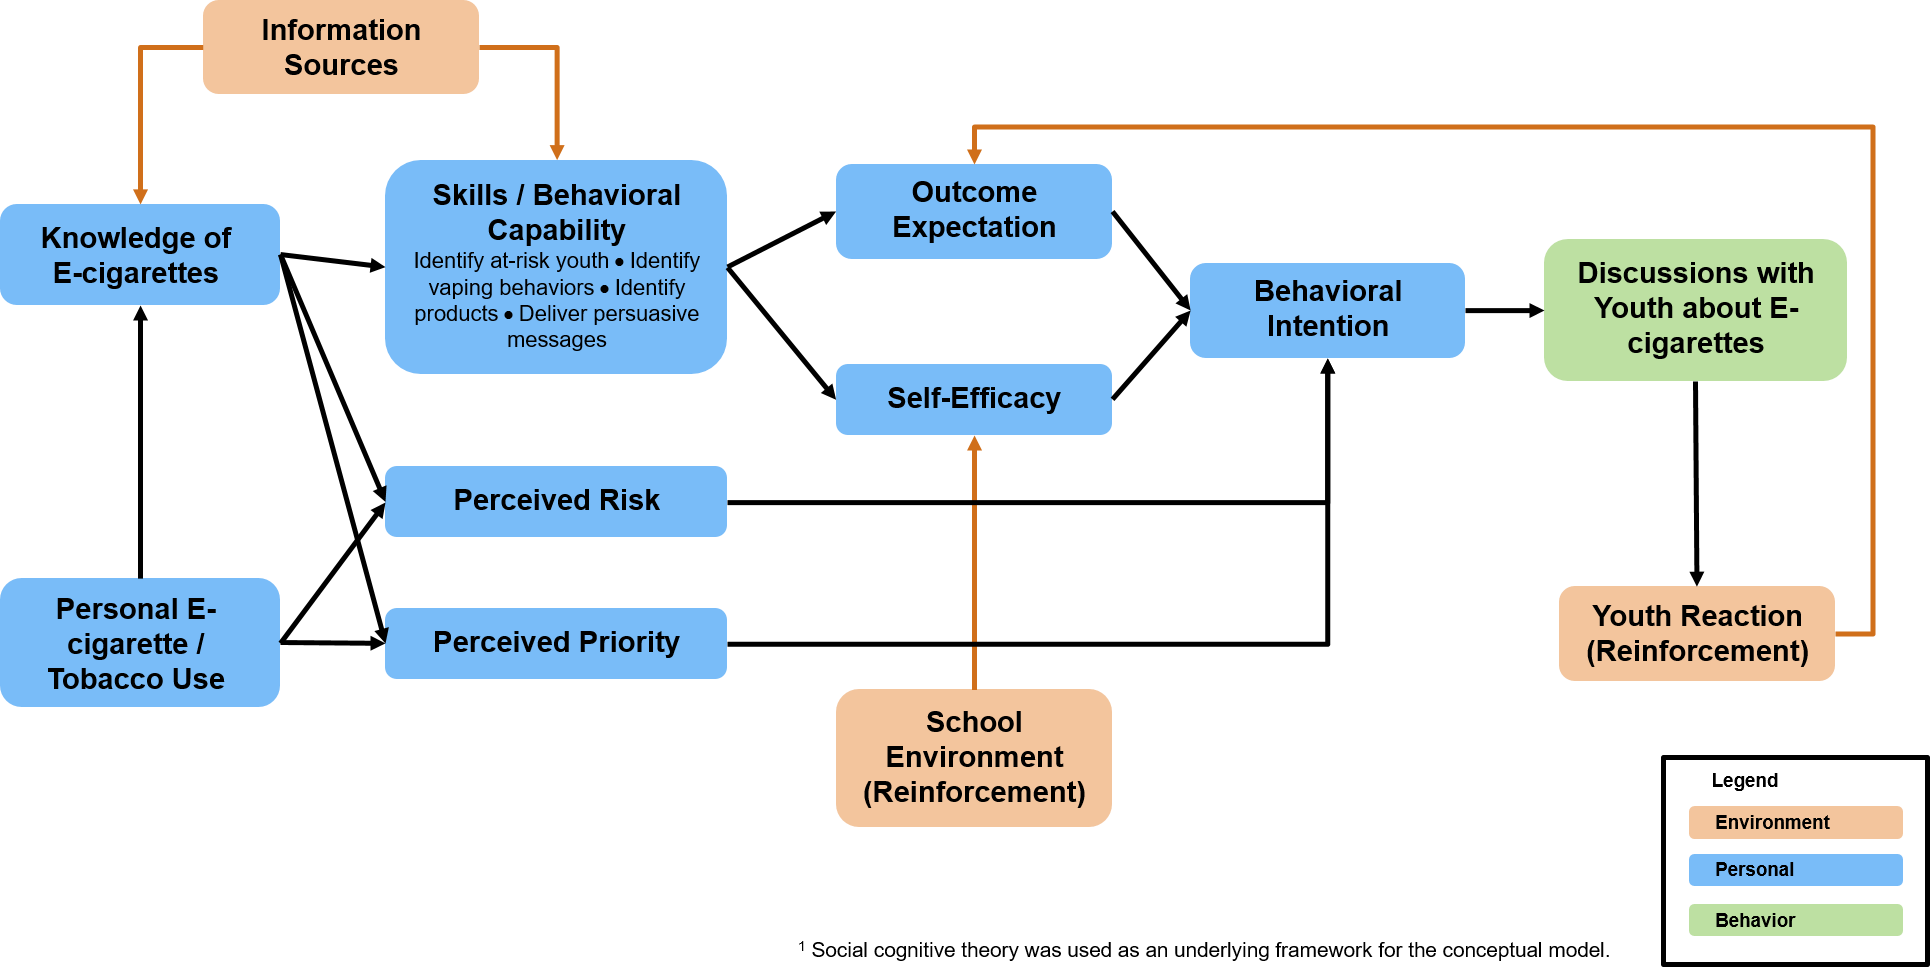 Information
Sources
Knowledge of
E-cigarettes
Skills / Behavioral
Capability
Identify at-risk youth ● Identify
vaping behaviors ● Identify
products ● Deliver persuasive
messages
Outcome
Expectation
Self-Efficacy
Behavioral
Intention
Discussions with
Youth about E-
cigarettes
Perceived Risk
Personal E-
cigarette /
Tobacco Use
Perceived Priority
Youth Reaction
(Reinforcement)
School
Environment
(Reinforcement)
Legend
Environment
Personal
Behavior
¹ Social cognitive theory was used as an underlying framework for the conceptual model.